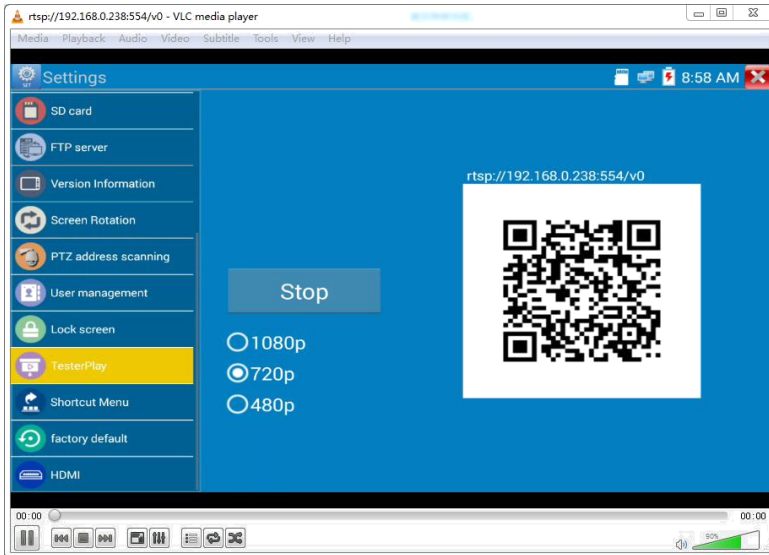 rtsp://192.168.0.238:554/v0 - VLC media player
Media Playback Audio Video Subtitle Tools View Help
SET
Settings
8:58 AM
SD card
FTP server
Version Information
Screen Rotation
PTZ address scanning
User management
Lock screen
TesterPlay
Shortcut Menu
factory default
HDMI
Stop
1080p
720p
480p
rtsp://192.168.0.238:554/v0
00:00
00:00
90%